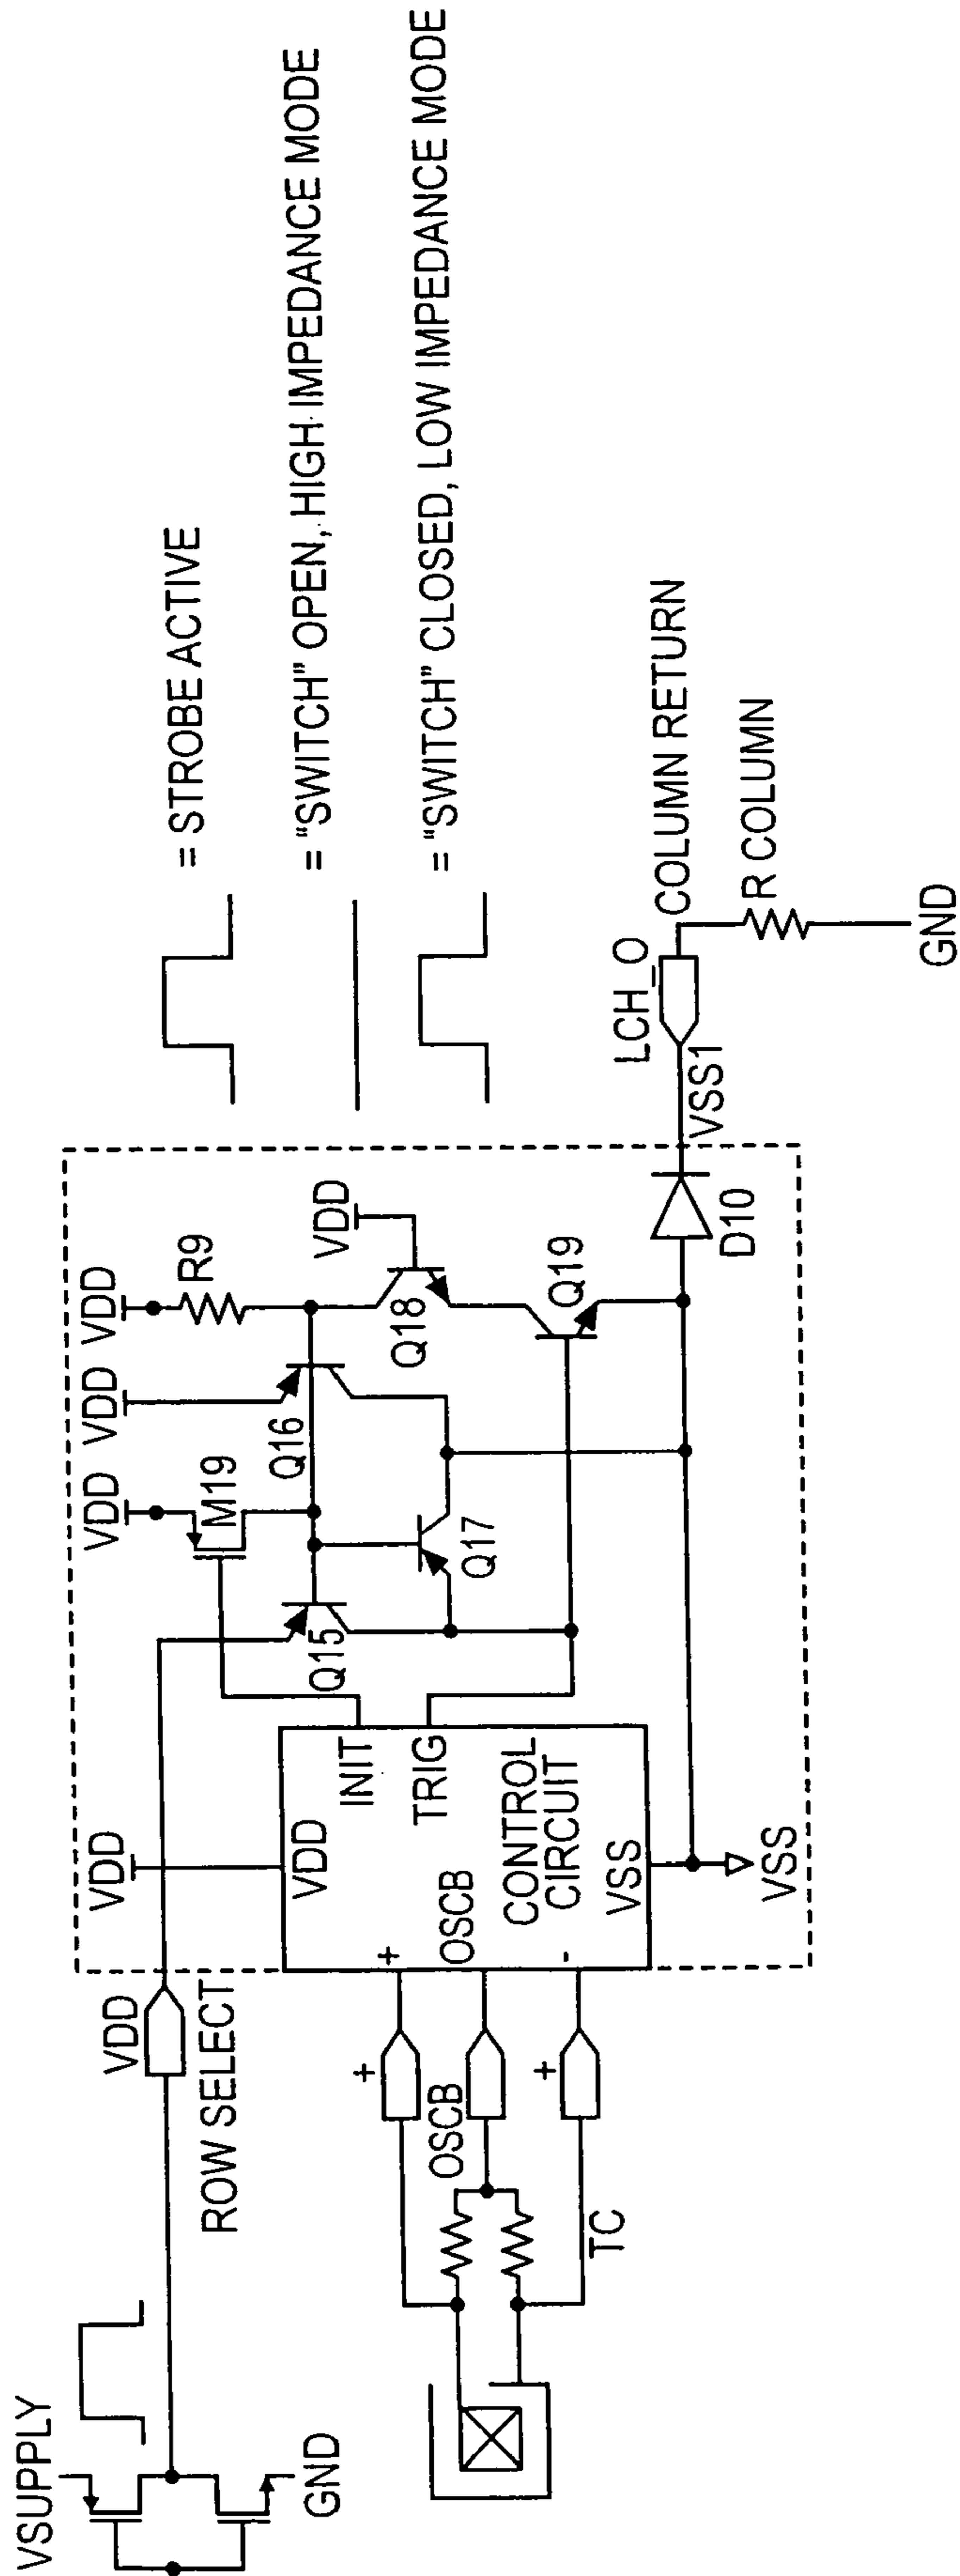 VSUPPLY
GND
VDD
ROW SELECT
+
OSCB
+
TC
VDD
VDD
INIT
TRIG
+
OSCB
-
CONTROL
CIRCUIT
VSS
VSS
VDD
M19
VDD
VDD
R9
Q15
Q16
Q17
VDD
Q18
Q19
D10
VSS1
LCH_O
COLUMN RETURN
R COLUMN
GND
= STROBE ACTIVE
= "SWITCH" OPEN, HIGH IMPEDANCE MODE
= "SWITCH" CLOSED, LOW IMPEDANCE MODE